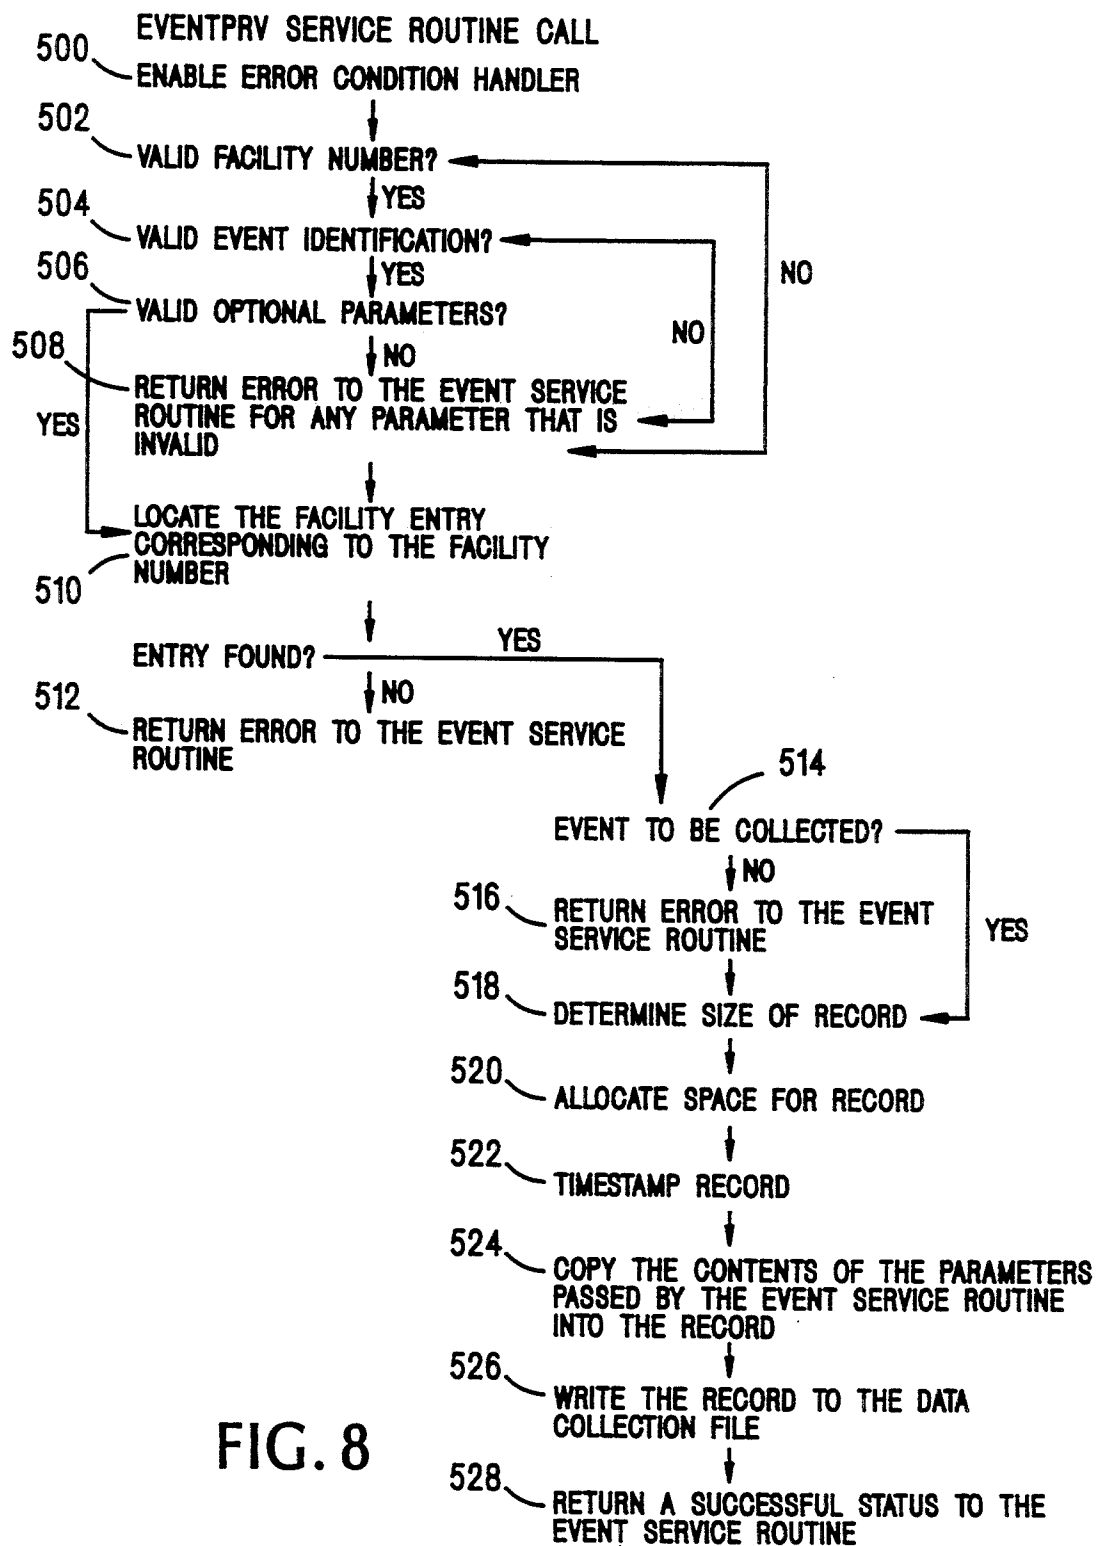 EVENTPRV SERVICE ROUTINE CALL
500
ENABLE ERROR CONDITION HANDLER
502
VALID FACILITY NUMBER?
YES
504
VALID EVENT IDENTIFICATION?
YES
NO
506
VALID OPTIONAL PARAMETERS?
NO
NO
508
RETURN ERROR TO THE EVENT SERVICE
ROUTINE FOR ANY PARAMETER THAT IS
INVALID
YES
LOCATE THE FACILITY ENTRY
CORRESPONDING TO THE FACILITY
NUMBER
510
ENTRY FOUND?
YES
NO
512
RETURN ERROR TO THE EVENT SERVICE
ROUTINE
514
EVENT TO BE COLLECTED?
NO
516
RETURN ERROR TO THE EVENT
SERVICE ROUTINE
YES
518
DETERMINE SIZE OF RECORD
520
ALLOCATE SPACE FOR RECORD
522
TIMESTAMP RECORD
524
COPY THE CONTENTS OF THE PARAMETERS
PASSED BY THE EVENT SERVICE ROUTINE
INTO THE RECORD
526
WRITE THE RECORD TO THE DATA
COLLECTION FILE
528
RETURN A SUCCESSFUL STATUS TO THE
EVENT SERVICE ROUTINE
FIG. 8